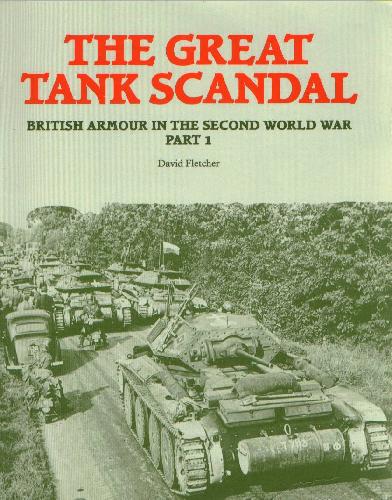 THE GREAT
TANK SCANDAL
BRITISH ARMOUR IN THE SECOND WORLD WAR
PART 1
David Fletcher